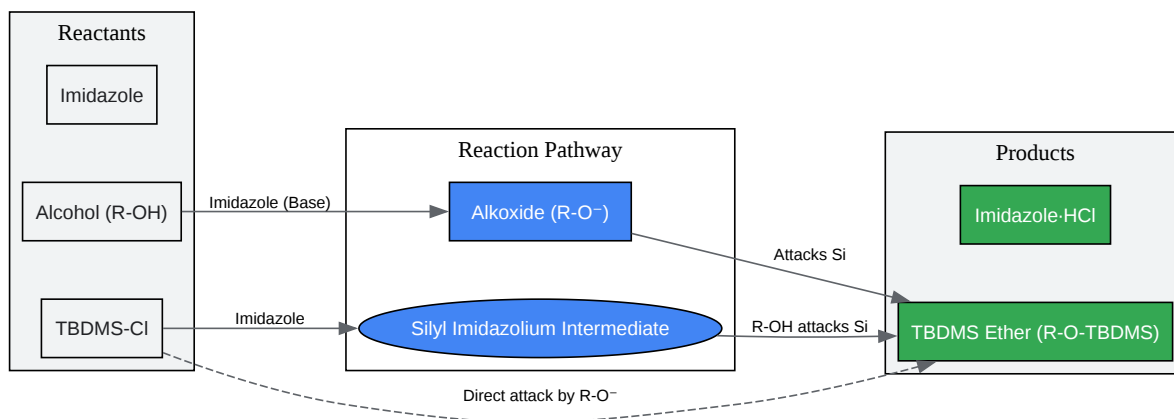 Reactants
Imidazole
Alcohol (R-OH)
TBDMS-Cl
Imidazole (Base)
Imidazole
Reaction Pathway
Alkoxide (R-O⁻)
Silyl Imidazolium Intermediate
Attacks Si
R-OH attacks Si
Direct attack by R-O⁻
Products
Imidazole·HCl
TBDMS Ether (R-O-TBDMS)